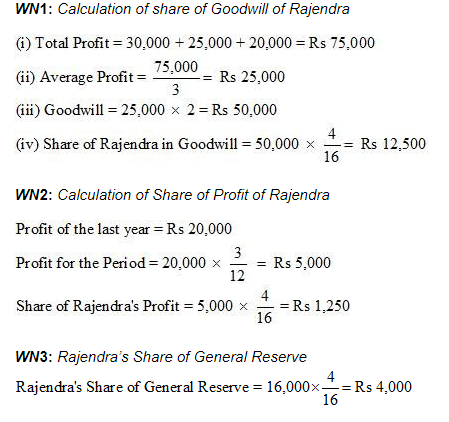 WN1: Calculation of share of Goodwill of Rajendra
(i) Total Profit = 30,000 + 25,000 + 20,000 = Rs 75,000
(ii) Average Profit = 75,000/3 = Rs 25,000
(iii) Goodwill = 25,000 × 2 = Rs 50,000
(iv) Share of Rajendra in Goodwill = 50,000 × 4/16 = Rs 12,500
WN2: Calculation of Share of Profit of Rajendra
Profit of the last year = Rs 20,000
Profit for the Period = 20,000 × 3/12 = Rs 5,000
Share of Rajendra's Profit = 5,000 × 4/16 = Rs 1,250
WN3: Rajendra's Share of General Reserve
Rajendra's Share of General Reserve = 16,000× 4/16 = Rs 4,000